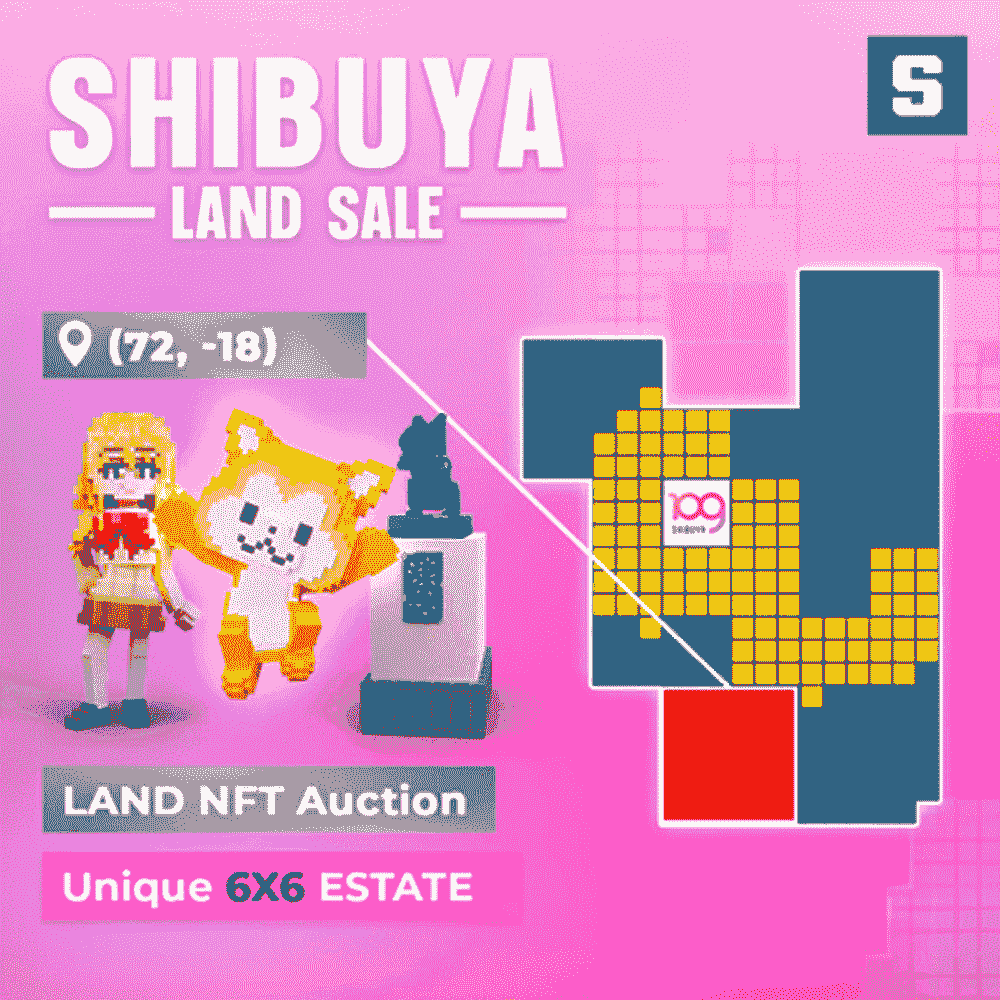 SHIBUYA
LAND SALE
S
(72, -18)
109
LAND NFT Auction
Unique 6X6 ESTATE